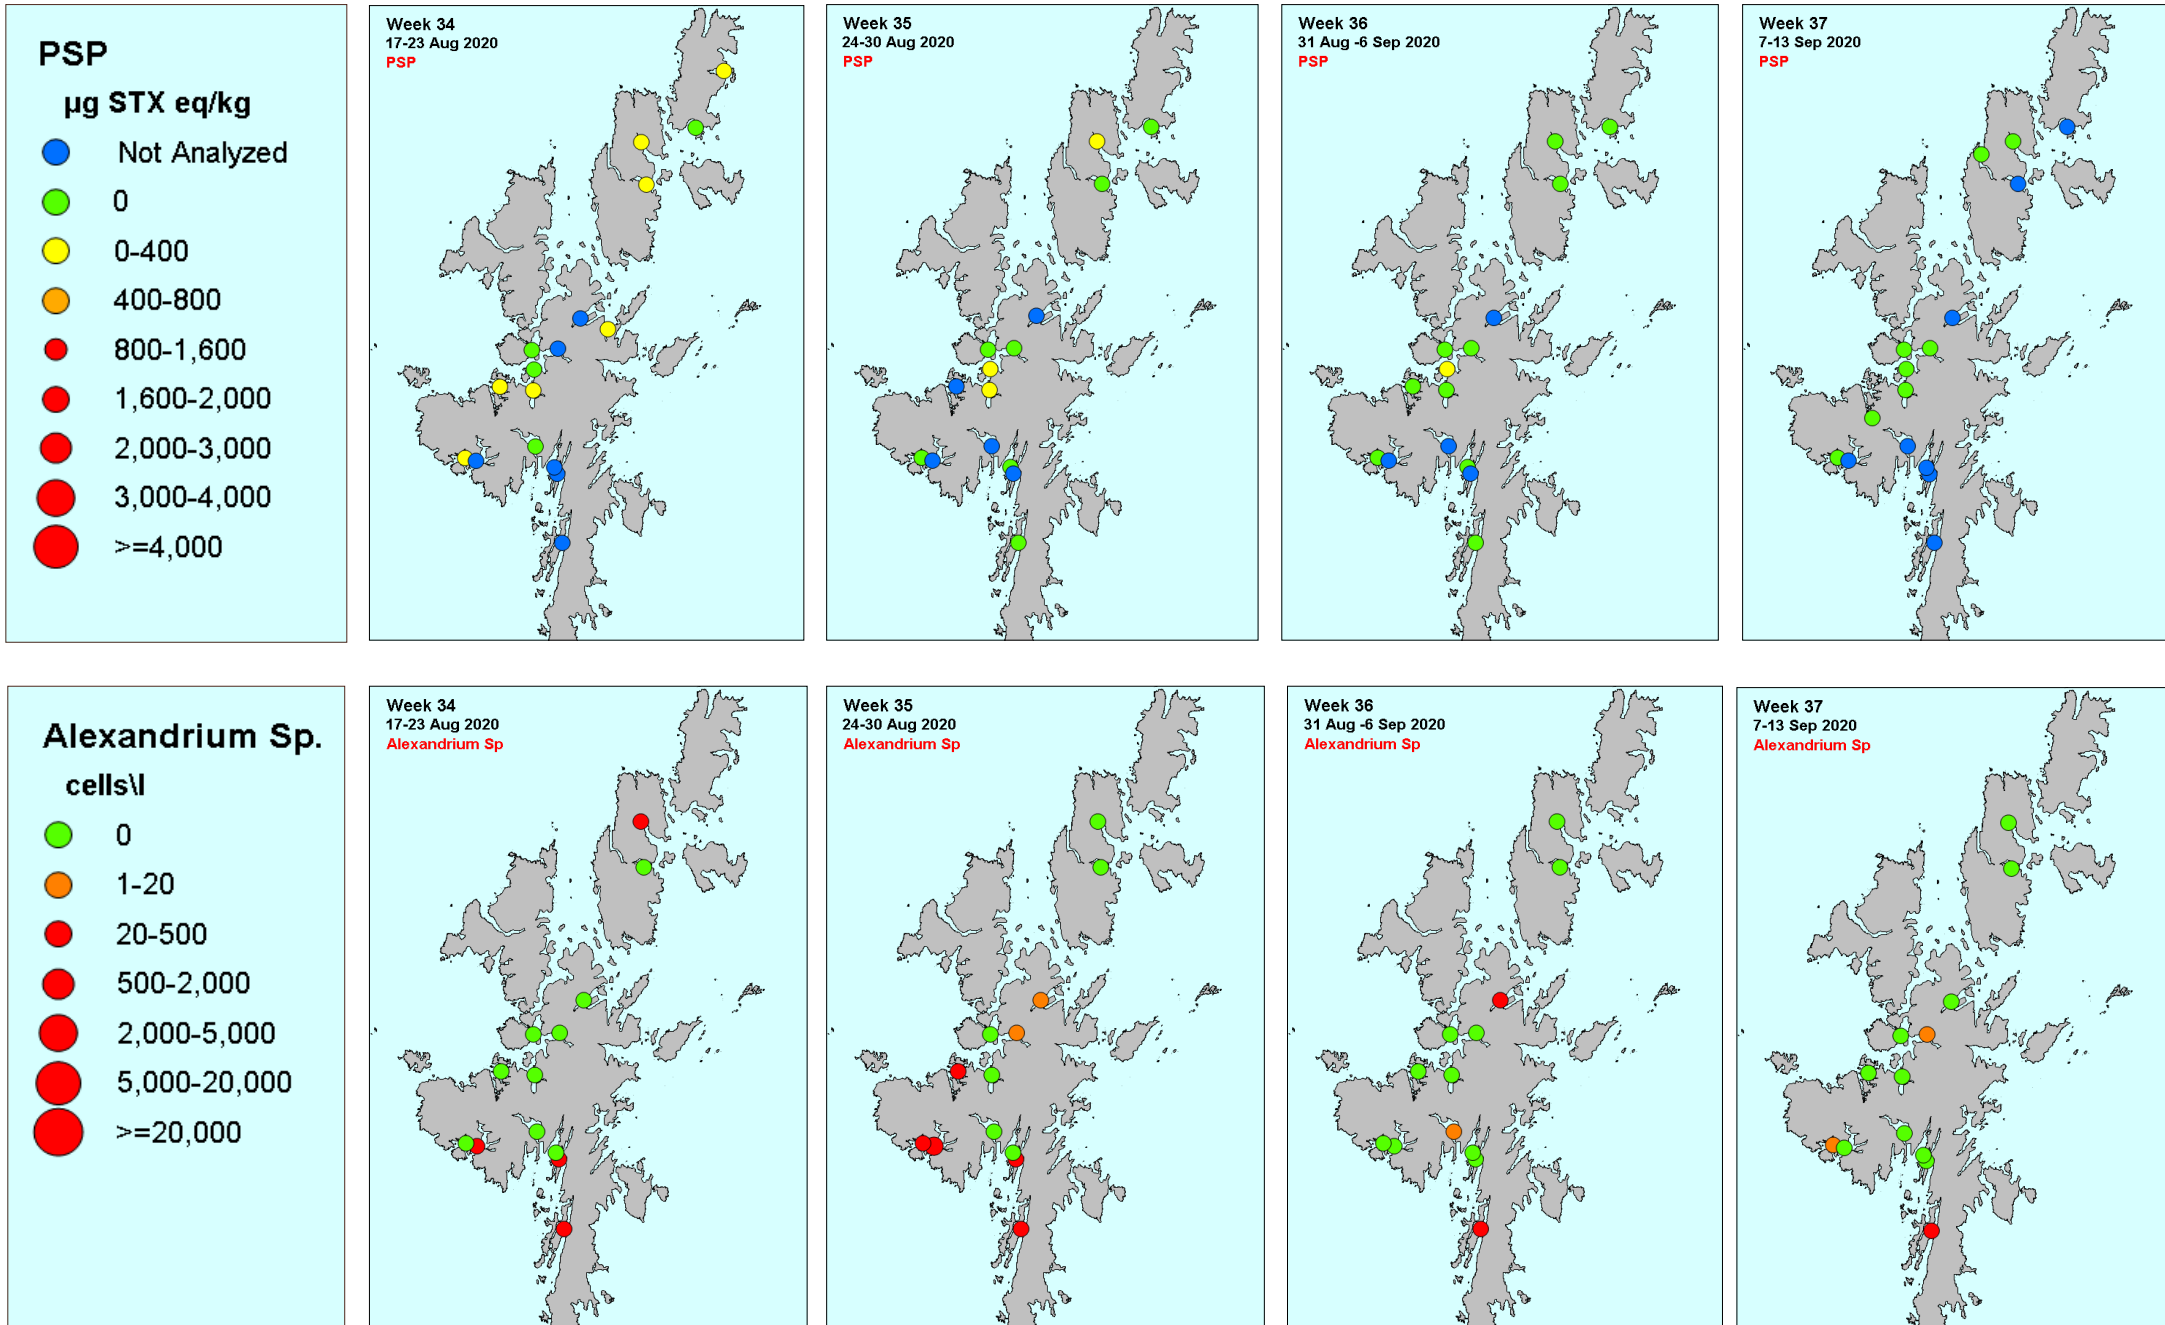 PSP
µg STX eq/kg
Not Analyzed
0
0-400
400-800
800-1,600
1,600-2,000
2,000-3,000
3,000-4,000
>=4,000
Week 34
17-23 Aug 2020
PSP
Week 35
24-30 Aug 2020
PSP
Week 36
31 Aug -6 Sep 2020
PSP
Week 37
7-13 Sep 2020
PSP
Alexandrium Sp.
cells\l
0
1-20
20-500
500-2,000
2,000-5,000
5,000-20,000
>=20,000
Week 34
17-23 Aug 2020
Alexandrium Sp
Week 35
24-30 Aug 2020
Alexandrium Sp
Week 36
31 Aug -6 Sep 2020
Alexandrium Sp
Week 37
7-13 Sep 2020
Alexandrium Sp